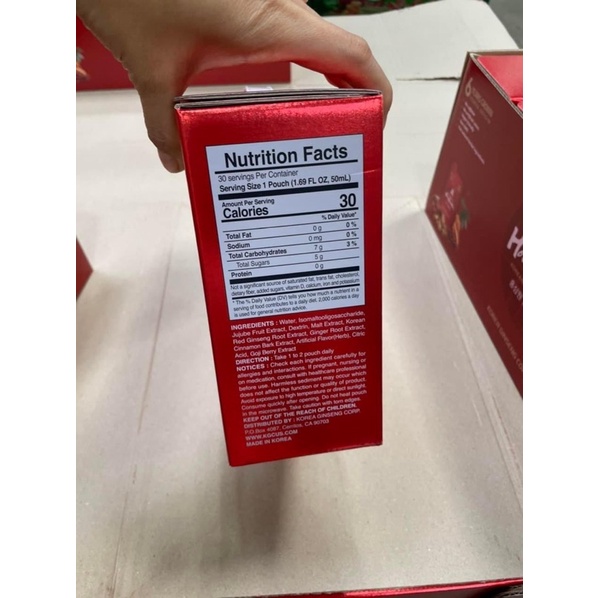 Nutrition Facts
30 servings Per Container
Serving Size 1 Pouch (1.69 FL OZ, 50mL)
Amount Per Serving
Calories 30
% Daily Value*
Total Fat 0 g 0 %
Sodium 0 mg 0 %
Total Carbohydrates 7 g 3 %
Total Sugars 5 g
Protein 0 g
Not a significant source of saturated fat, trans fat, cholesterol,
dietary fiber, added sugars, vitamin D, calcium, iron and potassium
* The % Daily Value (DV) tells you how much a nutrient in a
serving of food contributes to a daily diet. 2,000 calories a day
is used for general nutrition advice.
INGREDIENTS : Water, Isomaltooligosaccharide,
Jujube Fruit Extract, Dextrin, Malt Extract, Korean
Red Ginseng Root Extract, Ginger Root Extract,
Cinnamon Bark Extract, Artificial Flavor(Herb), Citric
Acid, Goji Berry Extract
DIRECTION : Take 1 to 2 pouch daily
NOTICES : Check each ingredient carefully for
allergies and interactions. If pregnant, nursing or
on medication, consult with healthcare professional
before use. Harmless sediment may occur which
does not affect the function or quality of product.
Avoid exposure to high temperature or direct sunlight.
Consume quickly after opening. Do not heat pouch
in the microwave. Take caution with torn edges.
KEEP OUT OF THE REACH OF CHILDREN.
DISTRIBUTED BY : KOREA GINSENG CORP.
P.O Box 4087, Cerritos, CA 90703
WWW.KGCUS.COM
MADE IN KOREA